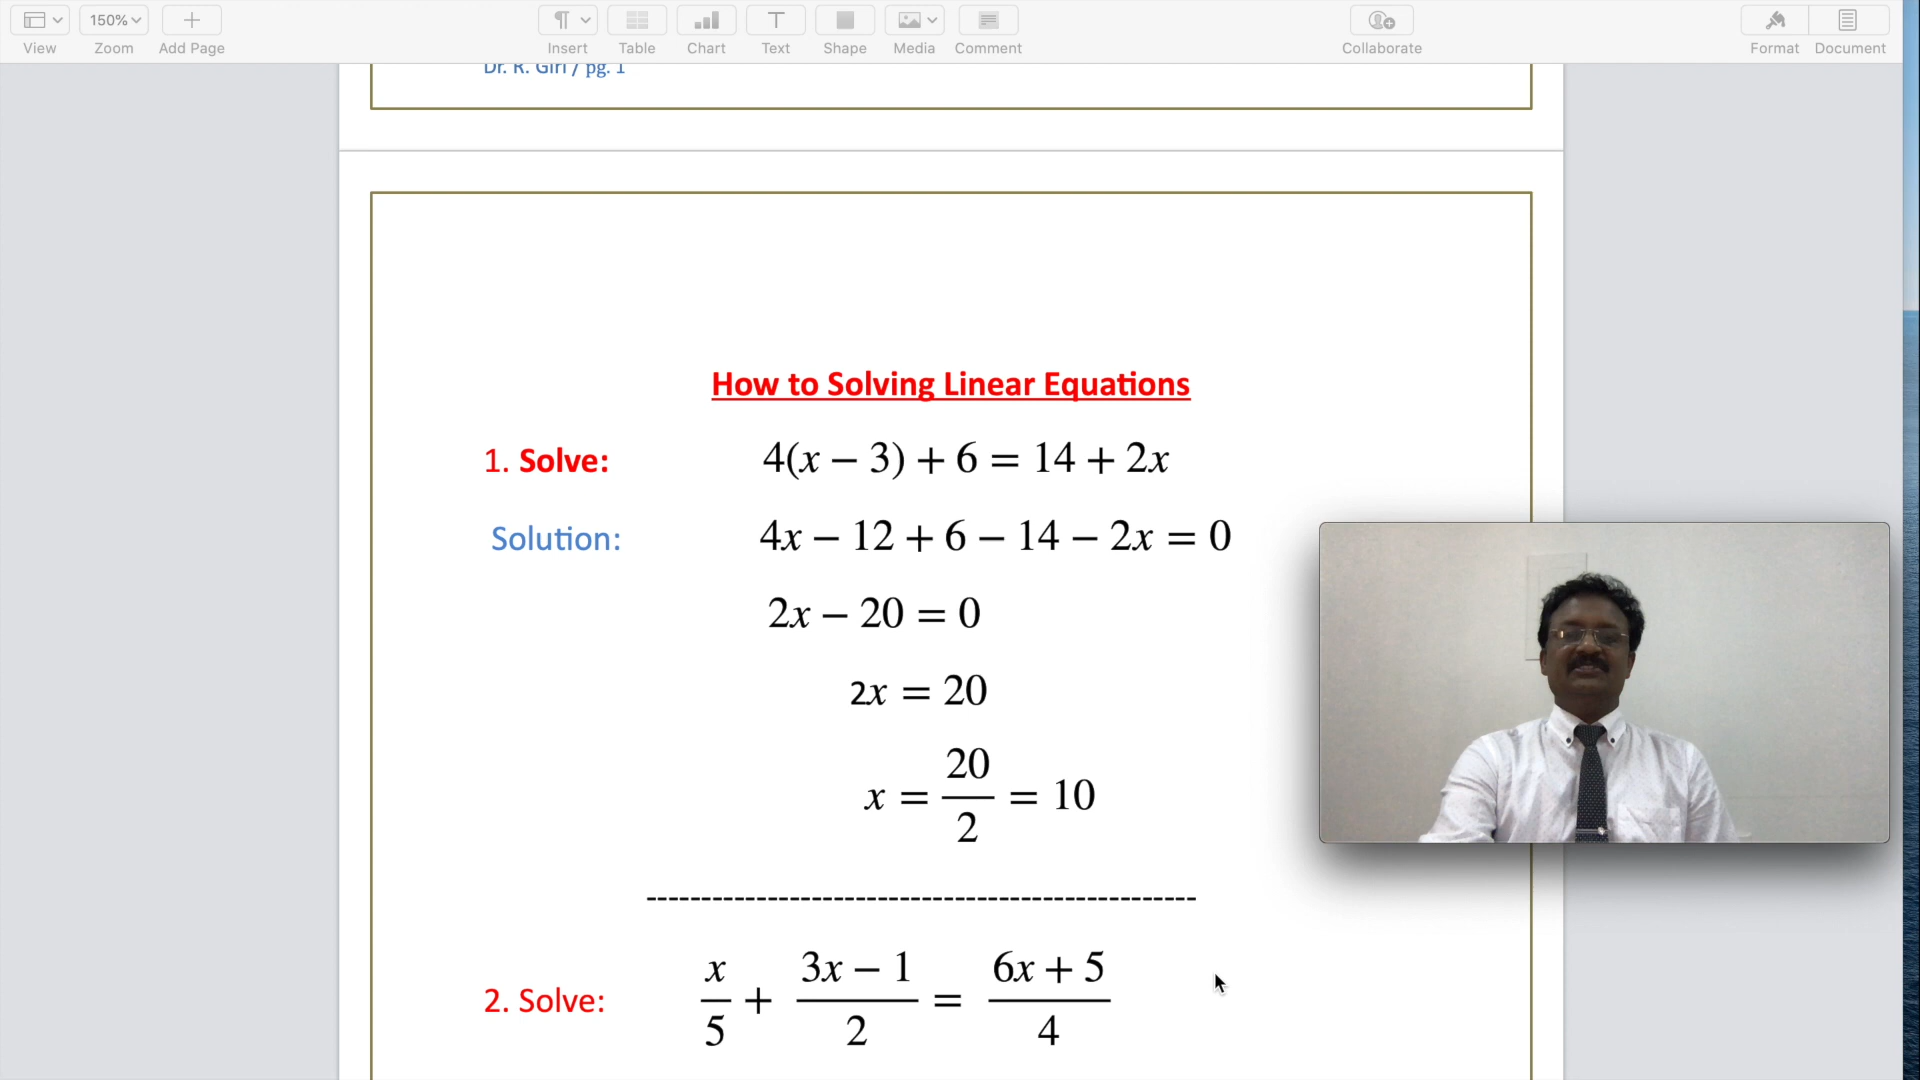 150%
View Zoom Add Page Insert Table Chart Text Shape Media Comment Collaborate Format Document
Dr. R. Giri / pg. 1
How to Solving Linear Equations
1. Solve: 4(x − 3) + 6 = 14 + 2x
Solution: 4x − 12 + 6 − 14 − 2x = 0
2x − 20 = 0
2x = 20
x = 20/2 = 10
--------------------------------------------------
2. Solve: x/5 + (3x − 1)/2 = (6x + 5)/4